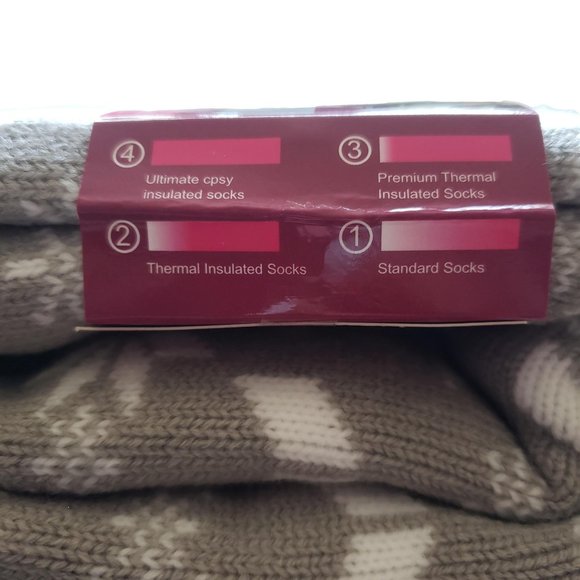 4
Ultimate cpsy
insulated socks
3
Premium Thermal
Insulated Socks
2
Thermal Insulated Socks
1
Standard Socks